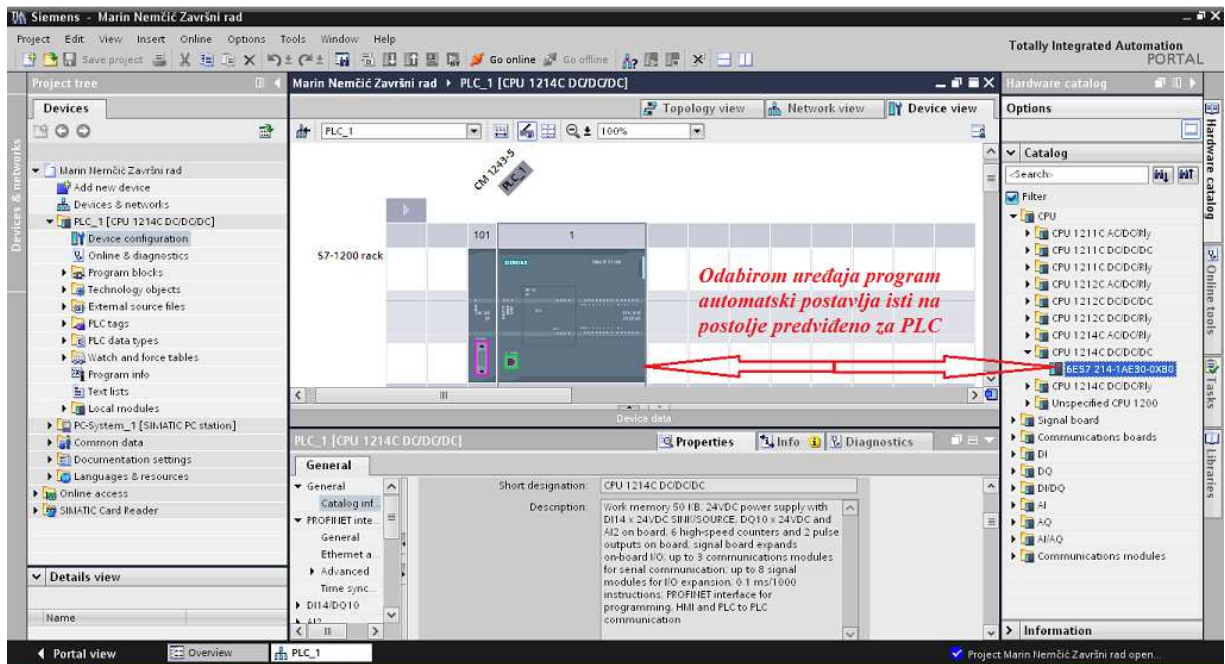 Siemens - Marin Nemčić Završni rad
Project Edit View Insert Online Options Tools Window Help
Save project
Go online
Go offline
Totally Integrated Automation
PORTAL
Project tree
Devices
Marin Nemčić Završni rad
Add new device
Devices & networks
PLC_1 [CPU 1214C DC/DC/DC]
Device configuration
Online & diagnostics
Program blocks
Technology objects
External source files
PLC tags
PLC data types
Watch and force tables
Program info
Text lists
Local modules
PC-System_1 [SIMATIC PC station]
Common data
Documentation settings
Languages & resources
Online access
SIMATIC Card Reader
Details view
Name
Devices & networks
Marin Nemčić Završni rad PLC_1 [CPU 1214C DC/DC/DC]
Topology view Network view Device view
PLC_1
100%
CM 1243-5
PLC_1
101 1
S7-1200 rack
SIEMENS
Odabirom uređaja program
automatski postavlja isti na
postolje predviđeno za PLC
Device data
PLC_1 [CPU 1214C DC/DC/DC]
Properties Info Diagnostics
General
General
Catalog inf...
PROFINET inte...
General
Ethernet a...
Advanced
Time sync...
DI14/DQ10
AI2
Short designation: CPU 1214C DC/DC/DC
Description: Work memory 50 KB; 24VDC power supply with
DI14 x 24VDC SINK/SOURCE, DQ10 x 24VDC and
AI2 on board; 6 high-speed counters and 2 pulse
outputs on board; signal board expands
on-board I/O; up to 3 communications modules
for serial communication; up to 8 signal
modules for I/O expansion; 0.1 ms/1000
instructions; PROFINET interface for
programming, HMI and PLC to PLC
communication
Hardware catalog
Options
Catalog
<Search>
Filter
CPU
CPU 1211C AC/DC/Rly
CPU 1211C DC/DC/DC
CPU 1211C DC/DC/Rly
CPU 1212C AC/DC/Rly
CPU 1212C DC/DC/DC
CPU 1212C DC/DC/Rly
CPU 1214C AC/DC/Rly
CPU 1214C DC/DC/DC
6ES7 214-1AE30-0XB0
CPU 1214C DC/DC/Rly
Unspecified CPU 1200
Signal board
Communications boards
DI
DQ
DI/DQ
AI
AQ
AI/AQ
Communications modules
Information
Hardware catalog
Online tools
Tasks
Libraries
Portal view
Overview
PLC_1
Project Marin Nemčić Završni rad open...